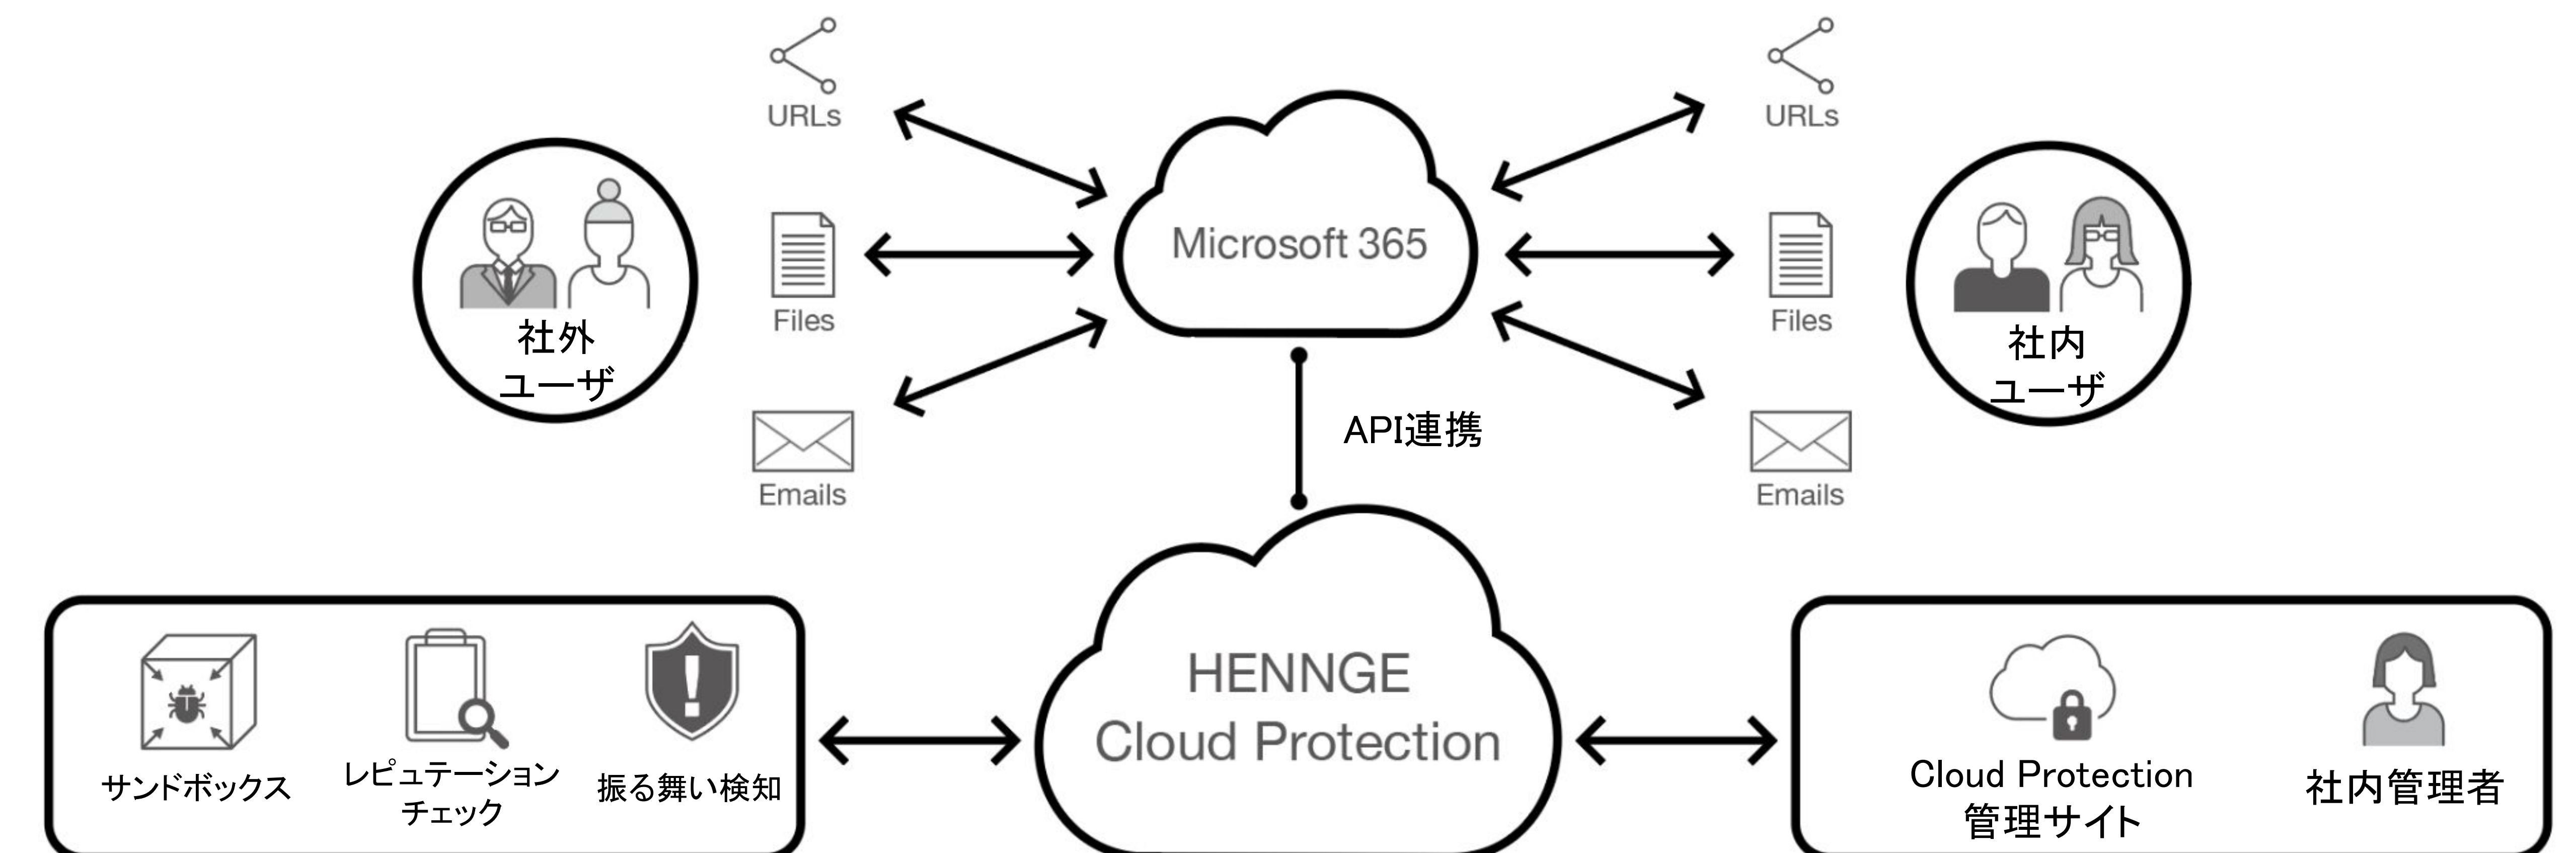 URLs
URLs
Microsoft 365
Files
Files
社外
ユーザ
社内
ユーザ
API連携
Emails
Emails
HENNGE
Cloud Protection
サンドボックス
レピュテーション
チェック
振る舞い検知
Cloud Protection
管理サイト
社内管理者